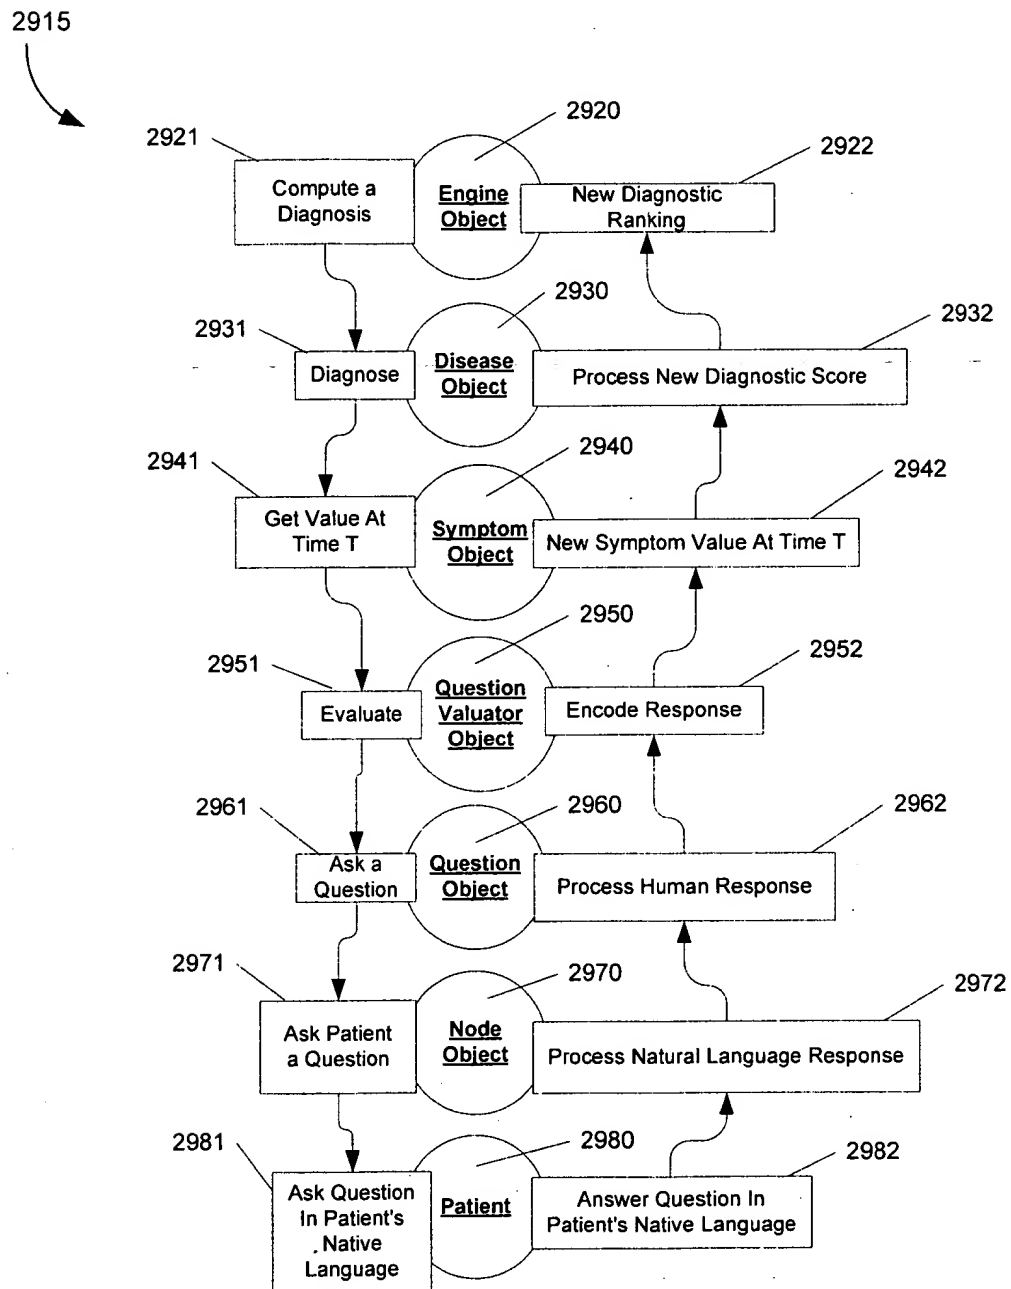 2915
2920
2921
2922
Compute a
Diagnosis
Engine
Object
New Diagnostic
Ranking
2930
2931
2932
Diagnose
Disease
Object
Process New Diagnostic Score
2940
2941
2942
Get Value At
Time T
Symptom
Object
New Symptom Value At Time T
2950
2951
2952
Evaluate
Question
Valuator
Object
Encode Response
2960
2961
2962
Ask a
Question
Question
Object
Process Human Response
2970
2971
2972
Ask Patient
a Question
Node
Object
Process Natural Language Response
2980
2981
2982
Ask Question
In Patient's
Native
Language
Patient
Answer Question In
Patient's Native Language